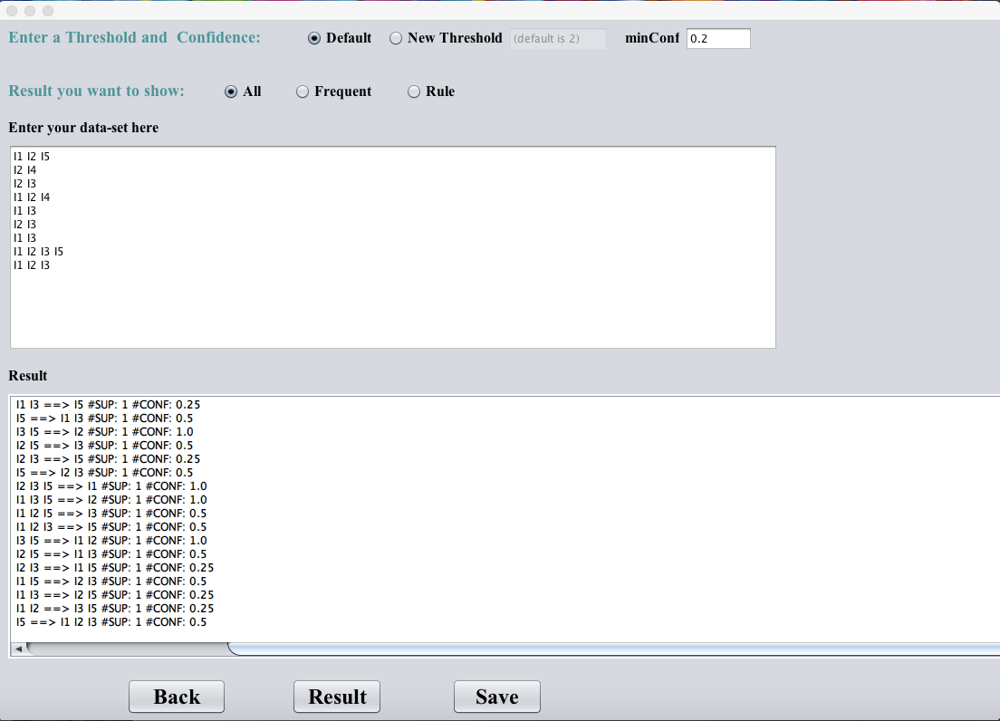 Enter a Threshold and Confidence: Default New Threshold (default is 2) minConf 0.2
Result you want to show: All Frequent Rule
Enter your data-set here
I1 I2 I5
I2 I4
I2 I3
I1 I2 I4
I1 I3
I2 I3
I1 I3
I1 I2 I3 I5
I1 I2 I3
Result
I1 I3 ==> I5 #SUP: 1 #CONF: 0.25
I5 ==> I1 I3 #SUP: 1 #CONF: 0.5
I3 I5 ==> I2 #SUP: 1 #CONF: 1.0
I2 I5 ==> I3 #SUP: 1 #CONF: 0.5
I2 I3 ==> I5 #SUP: 1 #CONF: 0.25
I5 ==> I2 I3 #SUP: 1 #CONF: 0.5
I2 I3 I5 ==> I1 #SUP: 1 #CONF: 1.0
I1 I3 I5 ==> I2 #SUP: 1 #CONF: 1.0
I1 I2 I5 ==> I3 #SUP: 1 #CONF: 0.5
I1 I2 I3 ==> I5 #SUP: 1 #CONF: 0.5
I3 I5 ==> I1 I2 #SUP: 1 #CONF: 1.0
I2 I5 ==> I1 I3 #SUP: 1 #CONF: 0.5
I2 I3 ==> I1 I5 #SUP: 1 #CONF: 0.25
I1 I5 ==> I2 I3 #SUP: 1 #CONF: 0.5
I1 I3 ==> I2 I5 #SUP: 1 #CONF: 0.25
I1 I2 ==> I3 I5 #SUP: 1 #CONF: 0.25
I5 ==> I1 I2 I3 #SUP: 1 #CONF: 0.5
Back Result Save